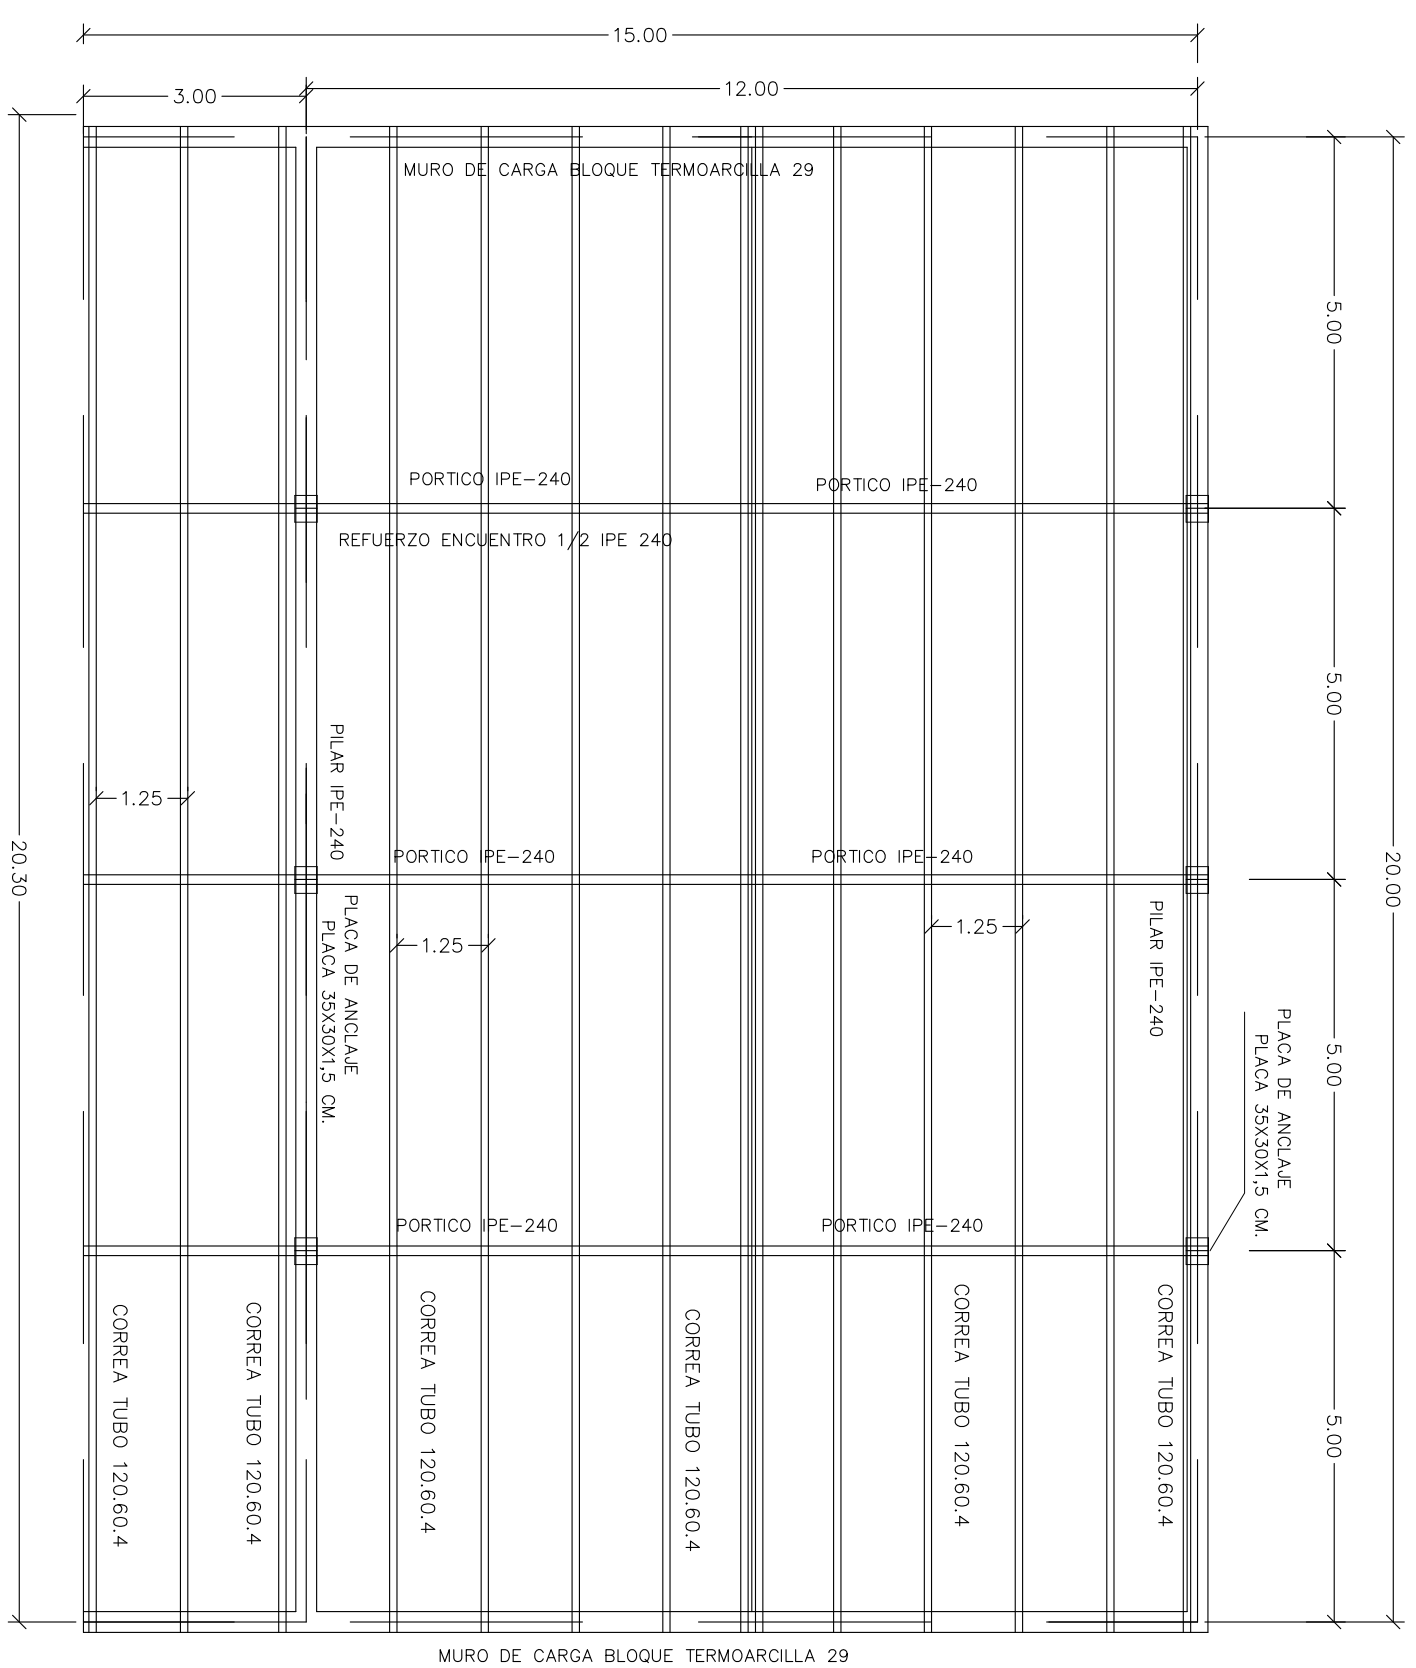 15.00
12.00
3.00
MURO DE CARGA BLOQUE TERMOARCILLA 29
5.00
PORTICO IPE-240
PORTICO IPE-240
REFUERZO ENCUENTRO 1/2 IPE 240
5.00
PILAR IPE-240
1.25
20.30
PORTICO IPE-240
PORTICO IPE-240
20.00
PLACA DE ANCLAJE
PLACA 35X30X1,5 CM.
1.25
1.25
PILAR IPE-240
5.00
PLACA DE ANCLAJE
PLACA 35X30X1,5 CM.
PORTICO IPE-240
PORTICO IPE-240
CORREA TUBO 120.60.4
CORREA TUBO 120.60.4
CORREA TUBO 120.60.4
CORREA TUBO 120.60.4
CORREA TUBO 120.60.4
CORREA TUBO 120.60.4
5.00
MURO DE CARGA BLOQUE TERMOARCILLA 29